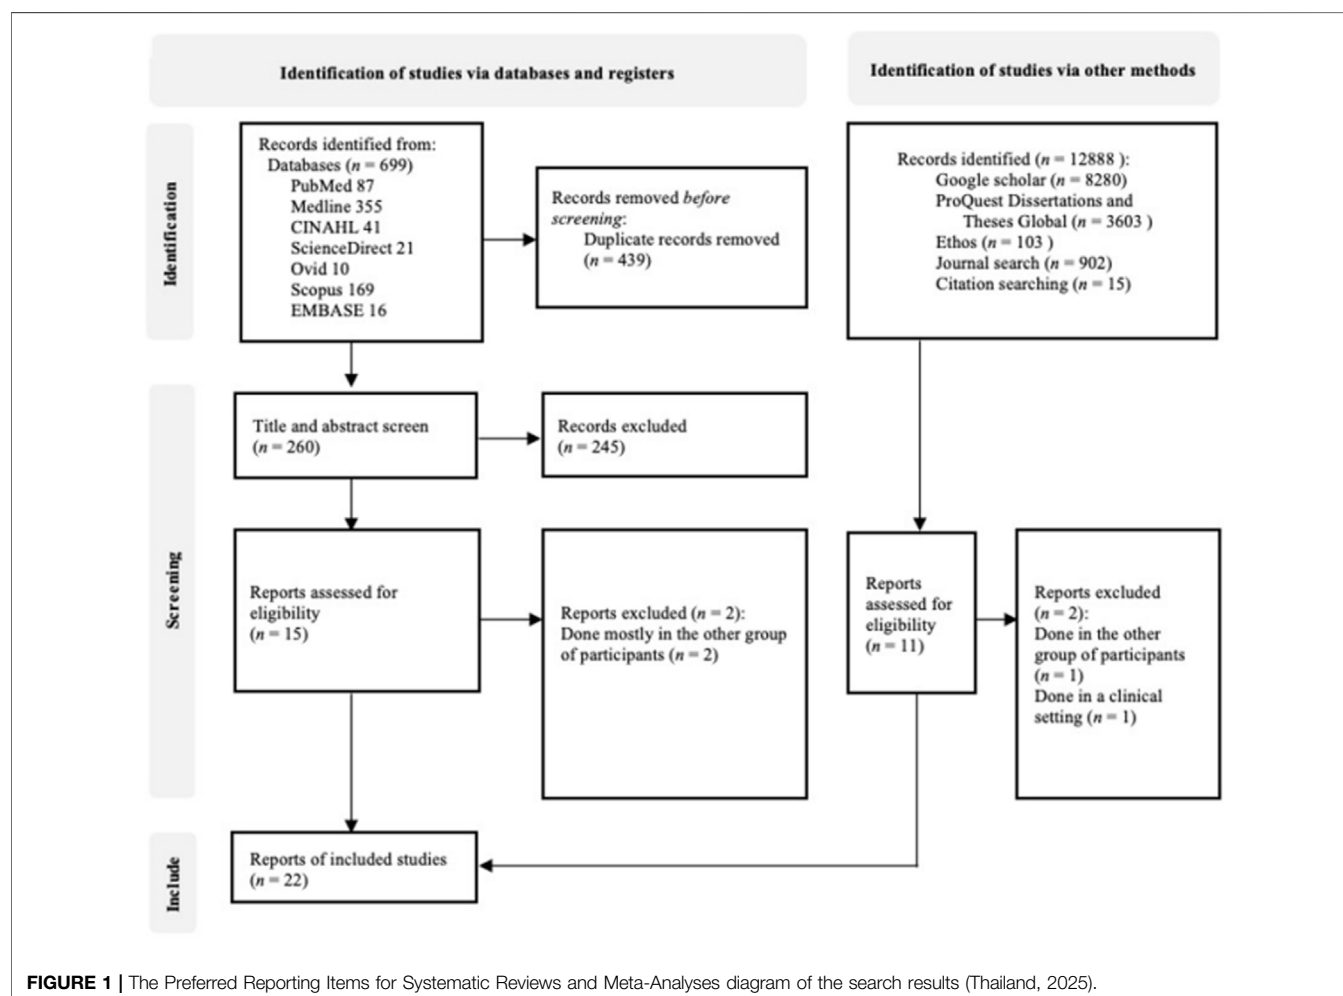 Identification of studies via databases and registers
Identification of studies via other methods
Identification
Records identified from:
Databases (n = 699)
PubMed 87
Medline 355
CINAHL 41
ScienceDirect 21
Ovid 10
Scopus 169
EMBASE 16
Records removed before
screening:
Duplicate records removed
(n = 439)
Records identified (n = 12888 ):
Google scholar (n = 8280)
ProQuest Dissertations and
Theses Global (n = 3603 )
Ethos (n = 103 )
Journal search (n = 902)
Citation searching (n = 15)
Screening
Title and abstract screen
(n = 260)
Records excluded
(n = 245)
Reports assessed for
eligibility
(n = 15)
Reports excluded (n = 2):
Done mostly in the other group
of participants (n = 2)
Reports
assessed for
eligibility
(n = 11)
Reports excluded
(n = 2):
Done in the other
group of participants
(n = 1)
Done in a clinical
setting (n = 1)
Include
Reports of included studies
(n = 22)
FIGURE 1 | The Preferred Reporting Items for Systematic Reviews and Meta-Analyses diagram of the search results (Thailand, 2025).